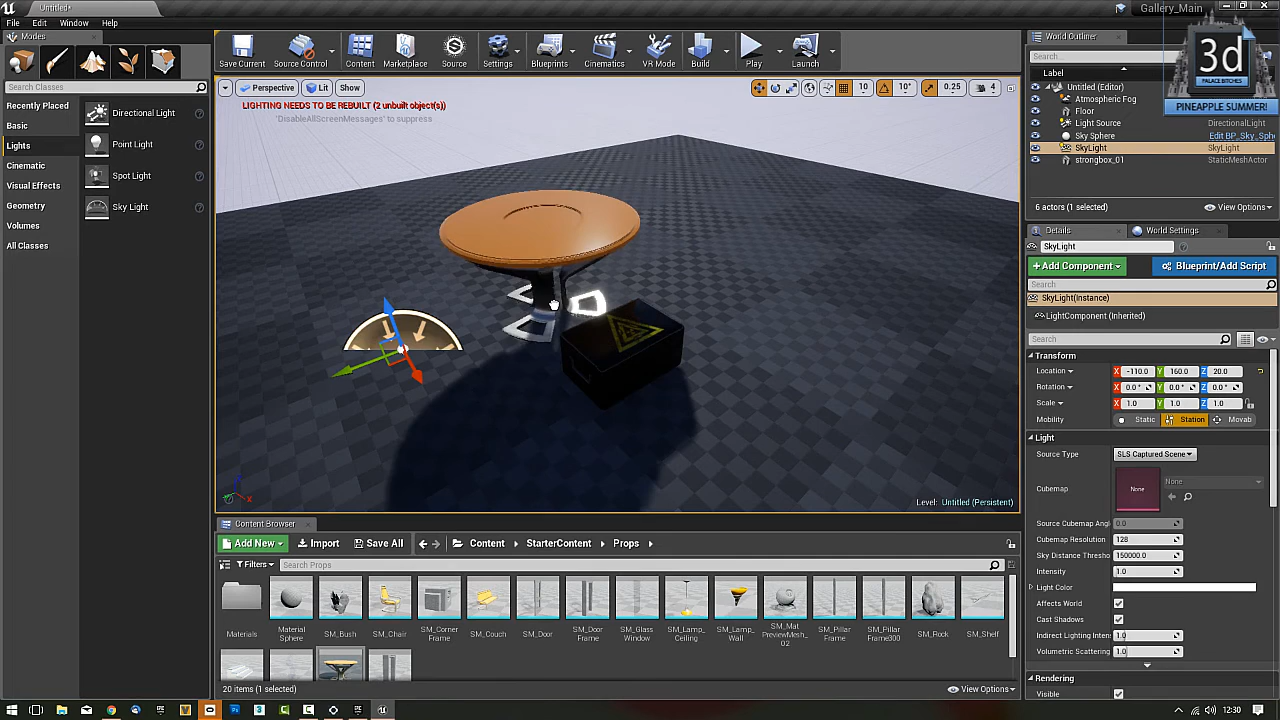 Untitled*
Gallery_Main
File Edit Window Help
Modes
Search Classes
Recently Placed
Basic
Lights
Cinematic
Visual Effects
Geometry
Volumes
All Classes
Directional Light
Point Light
Spot Light
Sky Light
Save Current
Source Control
Content
Marketplace
Settings
Blueprints
Cinematics
VR Mode
Build
Play
Launch
Perspective
Lit
Show
10
10°
0.25
4
LIGHTING NEEDS TO BE REBUILT (2 unbuilt object(s))
'DisableAllScreenMessages' to suppress
Level: Untitled (Persistent)
World Outliner
Search
Label
3d
PALACE BITCHES
PINEAPPLE SUMMER!
Untitled (Editor)
Atmospheric Fog
Floor
Light Source DirectionalLight
Sky Sphere Edit BP_Sky_Sph
SkyLight SkyLight
strongbox_01 StaticMeshActor
6 actors (1 selected)
View Options
Details
World Settings
SkyLight
+Add Component
Blueprint/Add Script
Search
SkyLight(Instance)
LightComponent (Inherited)
Search
Transform
Location X -110.0 Y 160.0 Z 20.0
Rotation X 0.0 ° Y 0.0 ° Z 0.0 °
Scale X 1.0 Y 1.0 Z 1.0
Mobility Static Station Movab
Light
Source Type SLS Captured Scene
Cubemap None None
Source Cubemap Angl 0.0
Cubemap Resolution 128
Sky Distance Thresho 150000.0
Intensity 1.0
Light Color
Affects World
Cast Shadows
Indirect Lighting Inten 1.0
Volumetric Scattering 1.0
Rendering
Visible
Content Browser
Add New
Import
Save All
Content
StarterContent
Props
Filters
Search Props
Materials
Material Sphere
SM_Bush
SM_Chair
SM_Corner Frame
SM_Couch
SM_Door
SM_Door Frame
SM_Glass Window
SM_Lamp_ Ceiling
SM_Lamp_ Wall
SM_Mat PreviewMesh_ 02
SM_Pillar Frame
SM_Pillar Frame300
SM_Rock
SM_Shelf
20 items (1 selected)
View Options
12:30